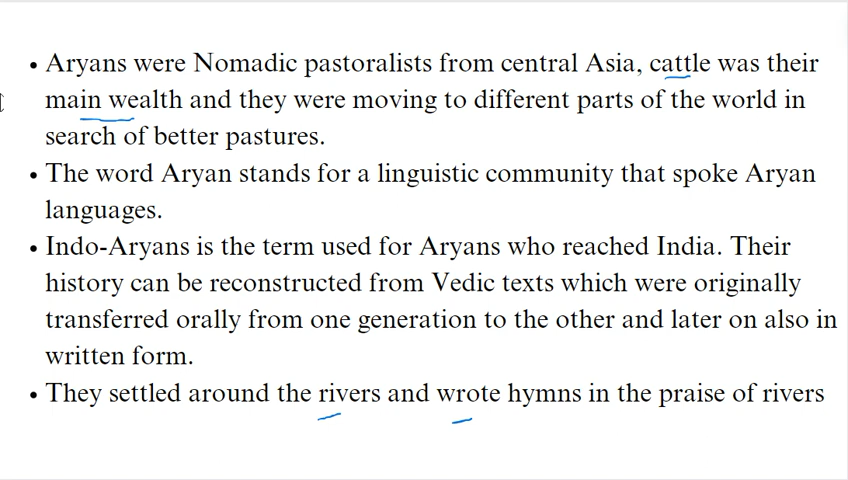 • Aryans were Nomadic pastoralists from central Asia, cattle was their
main wealth and they were moving to different parts of the world in
search of better pastures.
• The word Aryan stands for a linguistic community that spoke Aryan
languages.
• Indo-Aryans is the term used for Aryans who reached India. Their
history can be reconstructed from Vedic texts which were originally
transferred orally from one generation to the other and later on also in
written form.
• They settled around the rivers and wrote hymns in the praise of rivers